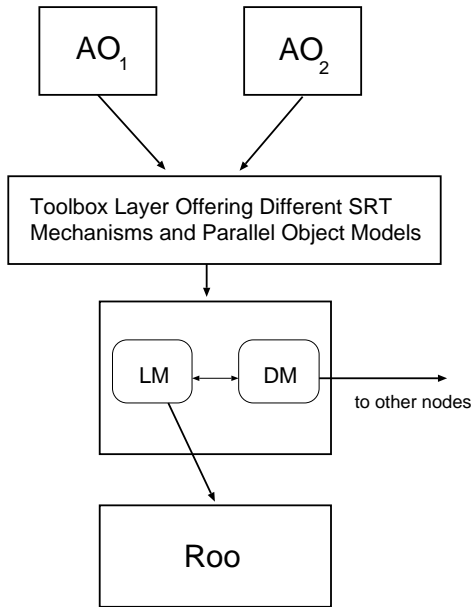 AO1
AO2
Toolbox Layer Offering Different SRT
Mechanisms and Parallel Object Models
LM
DM
to other nodes
Roo